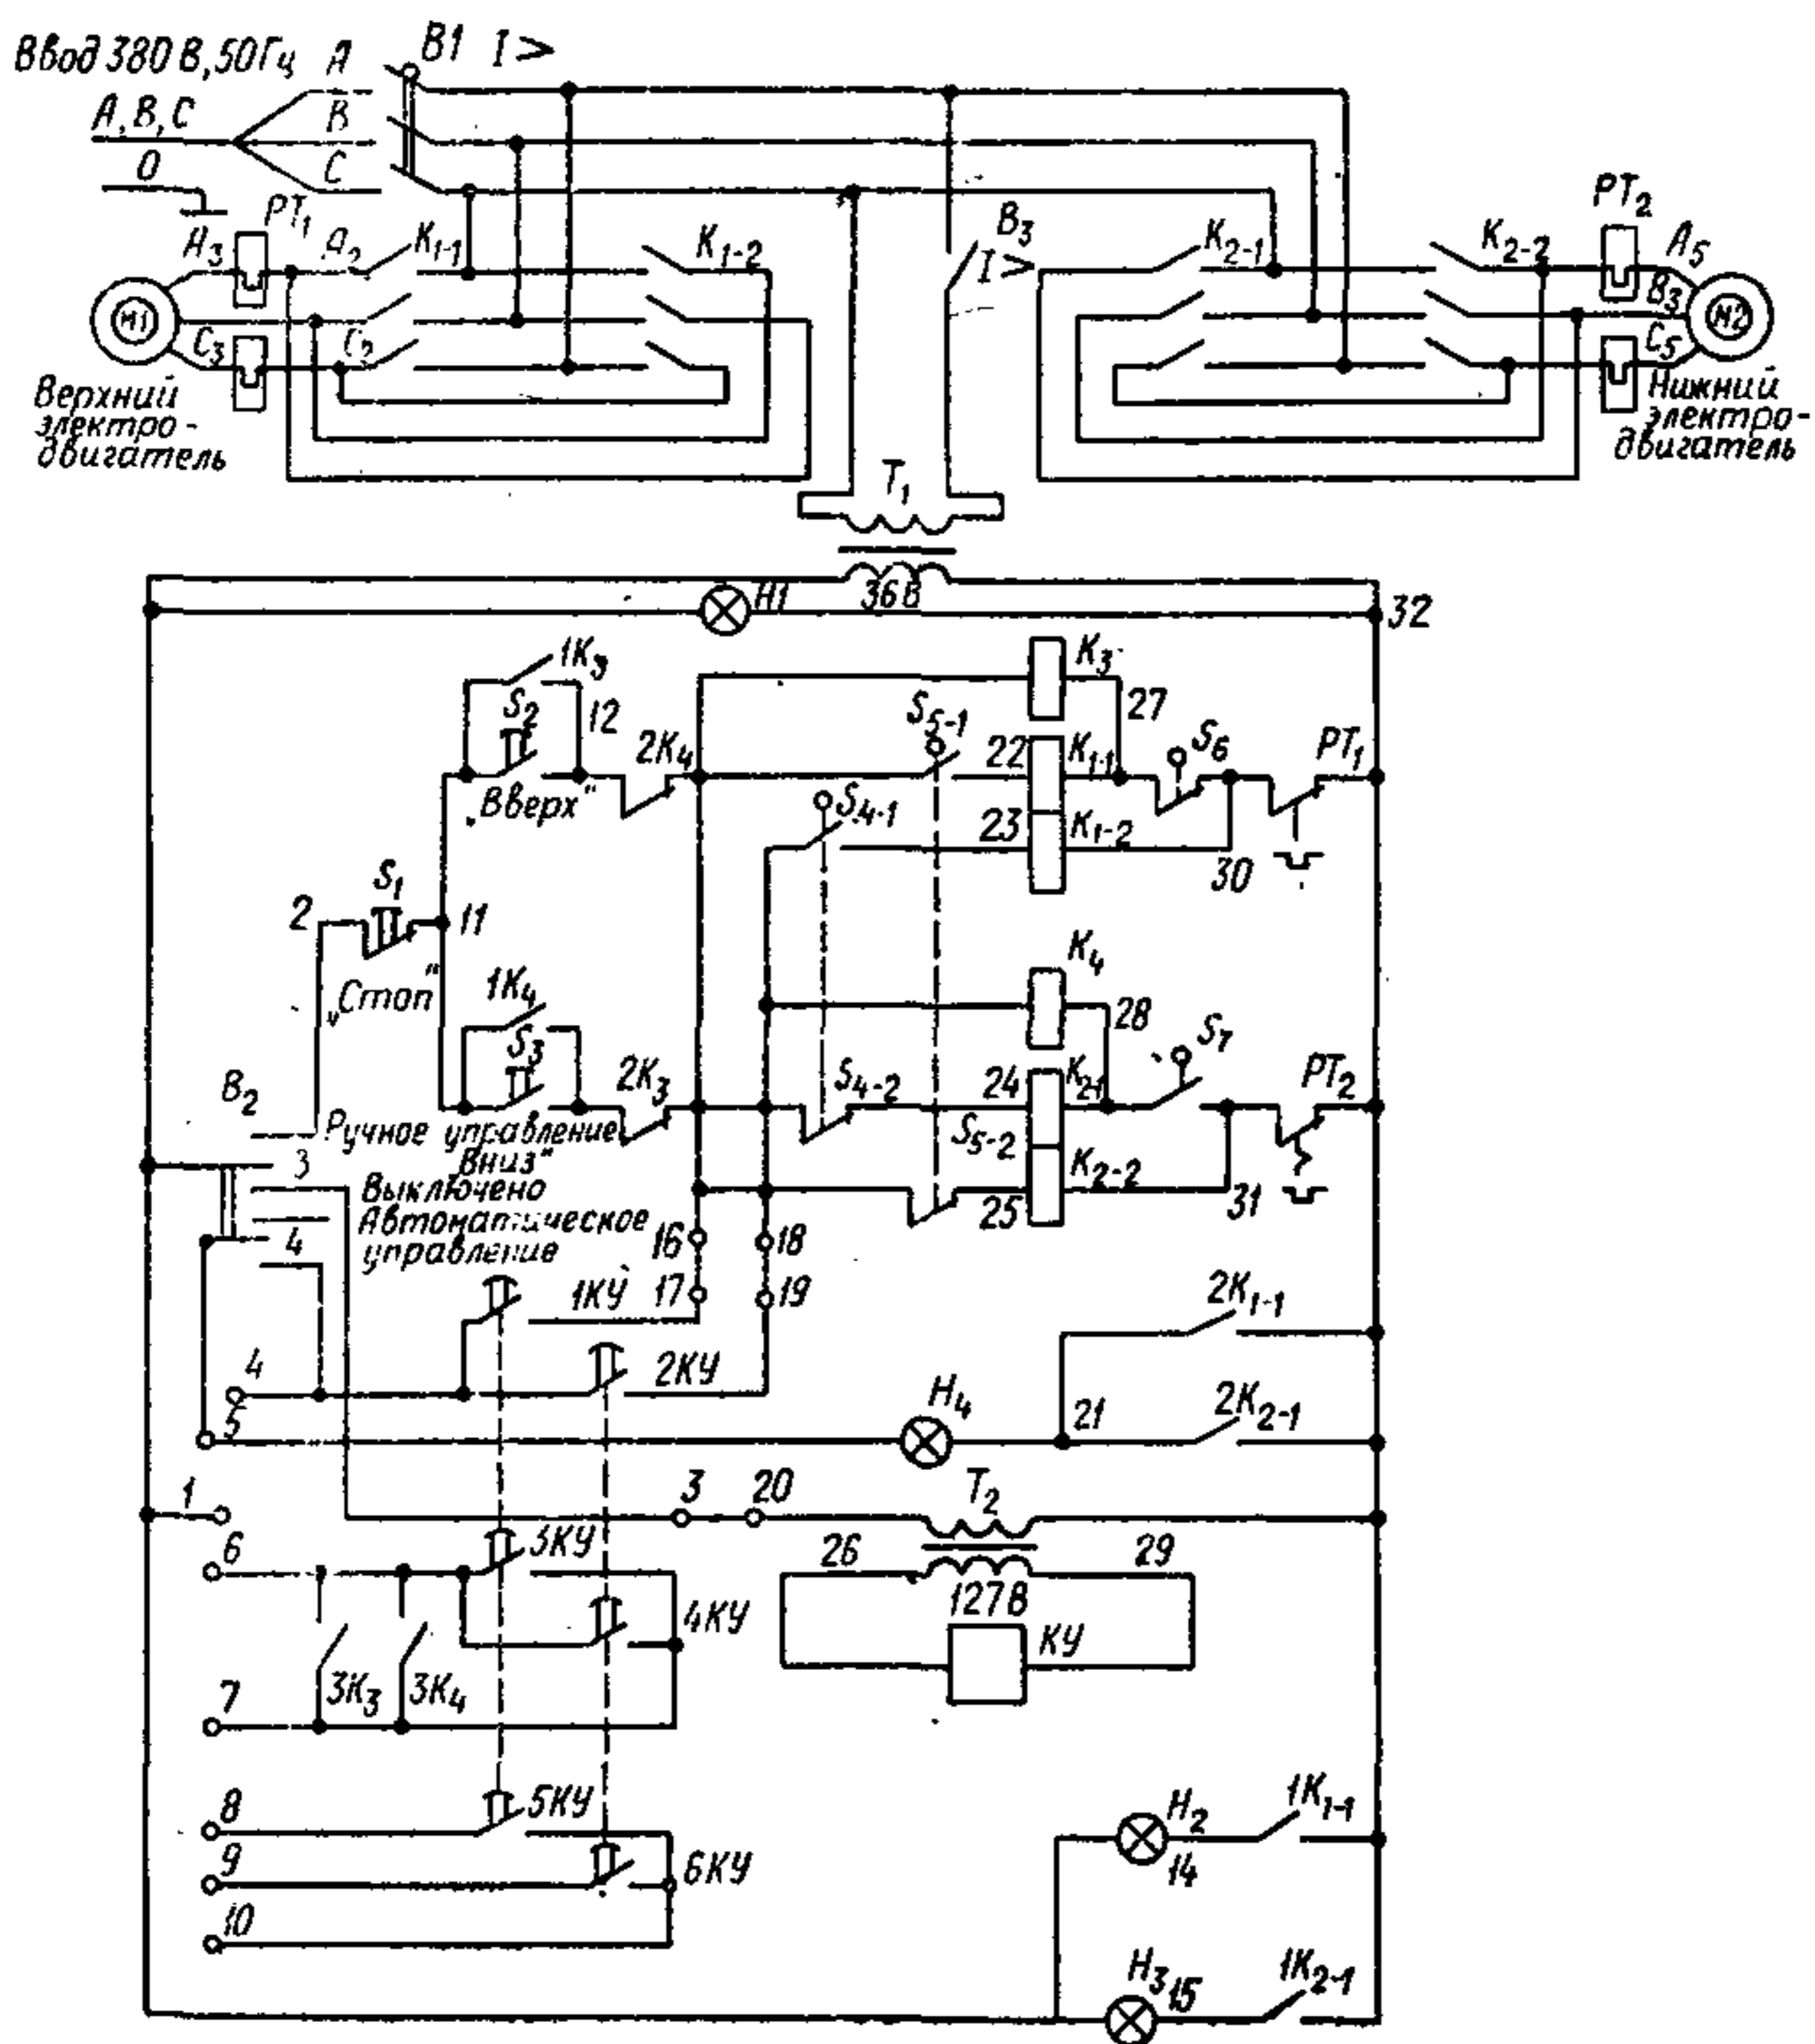 Ввод 380 В, 50Гц
А
В1 I>
А, В, С
В
О
С
РТ₁
А₃
А₂
К₁₋₁
К₁₋₂
В₃
I>
К₂₋₁
К₂₋₂
РТ₂
А₅
М1
В₃
М2
С₃
С₂
С₅
Верхний
электро-
двигатель
Нижний
электро-
двигатель
Т₁
36 В
Н1
32
1К₃
К₃
S₂
12
27
2К₄
S₅₋₁
22
К₁₋₁
S₆
РТ₁
„Вверх“
S₄₋₁
23
К₁₋₂
30
S₁
2
11
„Стоп“
К₄
1К₄
28
S₃
S₇
2К₃
S₄₋₂
24
К₂₋₁
РТ₂
В₂
Ручное управление
Вниз“
S₅₋₂
К₂₋₂
3
Выключено
25
31
Автоматическое
управление
4
16
18
1КУ
17
19
2К₁₋₁
4
2КУ
5
Н₄
21
2К₂₋₁
1
3
20
Т₂
6
3КУ
26
29
127В
4КУ
КУ
7
3К₃
3К₄
8
5КУ
Н₂
1К₁₋₁
9
6КУ
14
10
Н₃
15
1К₂₋₁